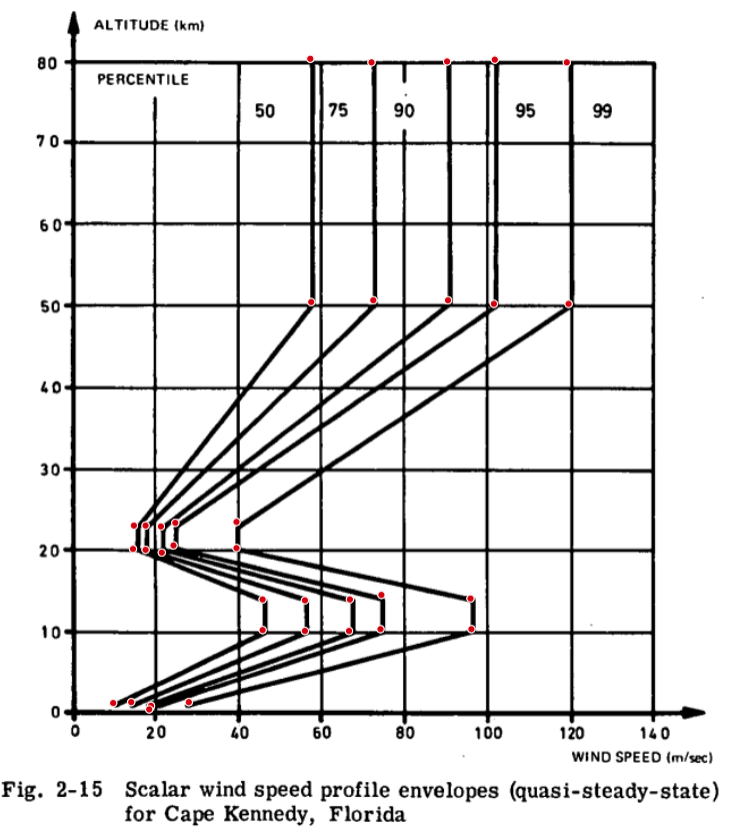 ALTITUDE (km)
80
PERCENTILE
50 75 90 95 99
70
60
50
40
30
20
10
0
0 20 40 60 80 100 120 140
WIND SPEED (m/sec)
Fig. 2-15 Scalar wind speed profile envelopes (quasi-steady-state)
for Cape Kennedy, Florida